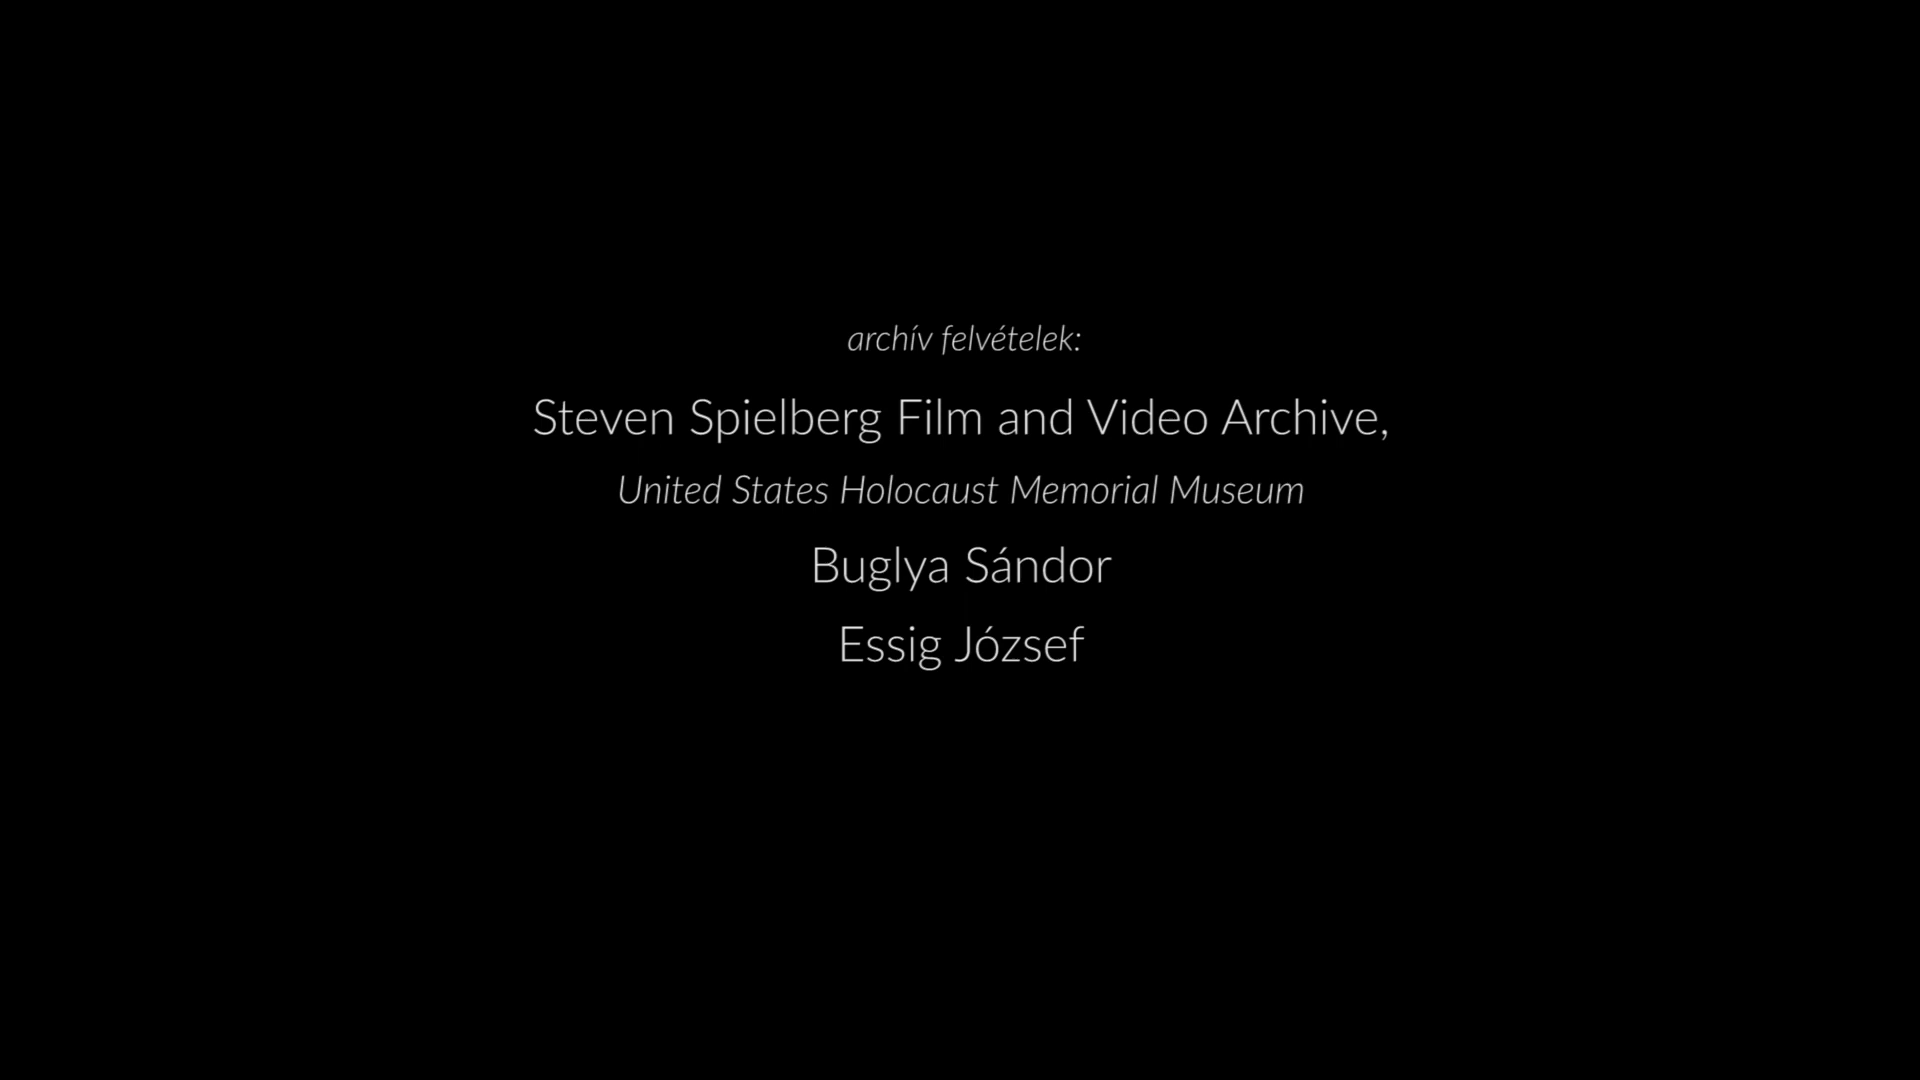 archív felvételek:
Steven Spielberg Film and Video Archive,
United States Holocaust Memorial Museum
Buglya Sándor
Essig József